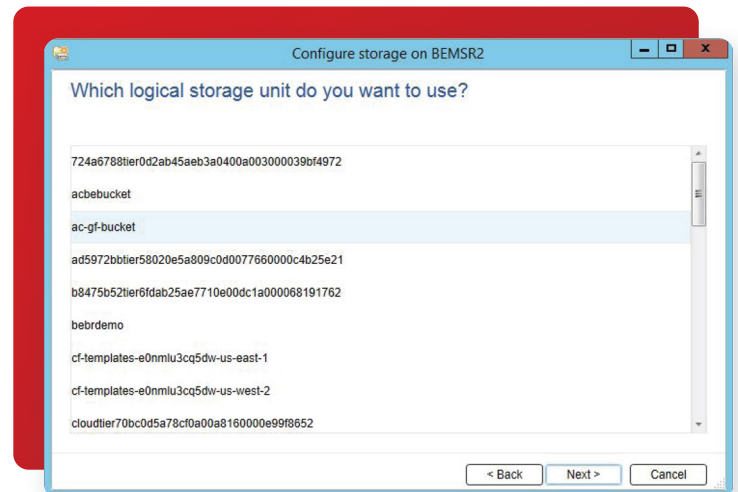 Configure storage on BEMSR2
Which logical storage unit do you want to use?
724a6788tier0d2ab45aeb3a0400a003000039bf4972
acbebucket
ac-gf-bucket
ad5972bbtier58020e5a809c0d0077660000c4b25e21
b8475b52tier6fdab25ae7710e00dc1a000068191762
bebrdemo
cf-templates-e0nmlu3cq5dw-us-east-1
cf-templates-e0nmlu3cq5dw-us-west-2
cloudtier70bc0d5a78cf0a00a8160000e99f8652
< Back Next > Cancel